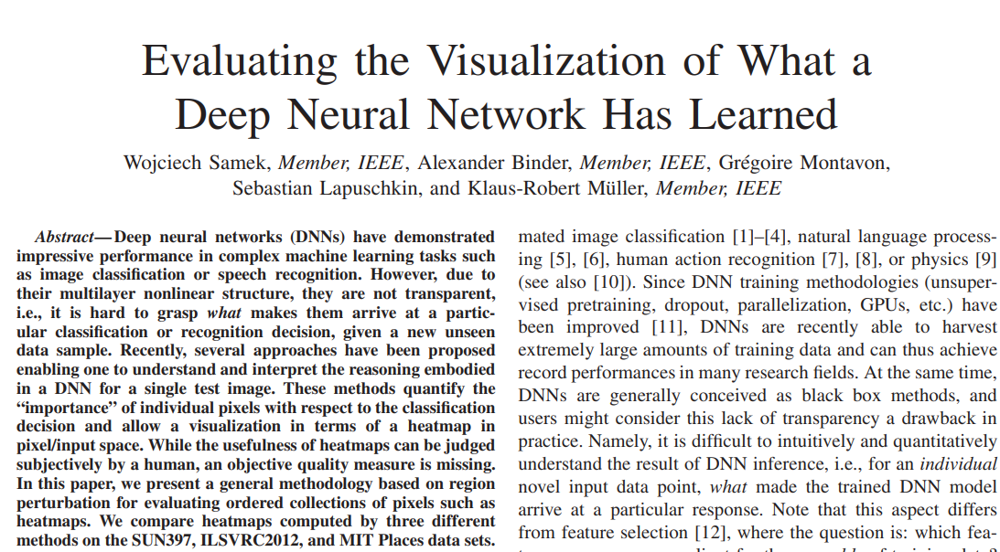 Evaluating the Visualization of What a
Deep Neural Network Has Learned
Wojciech Samek, Member, IEEE, Alexander Binder, Member, IEEE, Grégoire Montavon,
Sebastian Lapuschkin, and Klaus-Robert Müller, Member, IEEE
Abstract—Deep neural networks (DNNs) have demonstrated
impressive performance in complex machine learning tasks such
as image classification or speech recognition. However, due to
their multilayer nonlinear structure, they are not transparent,
i.e., it is hard to grasp what makes them arrive at a partic-
ular classification or recognition decision, given a new unseen
data sample. Recently, several approaches have been proposed
enabling one to understand and interpret the reasoning embodied
in a DNN for a single test image. These methods quantify the
“importance” of individual pixels with respect to the classification
decision and allow a visualization in terms of a heatmap in
pixel/input space. While the usefulness of heatmaps can be judged
subjectively by a human, an objective quality measure is missing.
In this paper, we present a general methodology based on region
perturbation for evaluating ordered collections of pixels such as
heatmaps. We compare heatmaps computed by three different
methods on the SUN397, ILSVRC2012, and MIT Places data sets.
mated image classification [1]–[4], natural language process-
ing [5], [6], human action recognition [7], [8], or physics [9]
(see also [10]). Since DNN training methodologies (unsuper-
vised pretraining, dropout, parallelization, GPUs, etc.) have
been improved [11], DNNs are recently able to harvest
extremely large amounts of training data and can thus achieve
record performances in many research fields. At the same time,
DNNs are generally conceived as black box methods, and
users might consider this lack of transparency a drawback in
practice. Namely, it is difficult to intuitively and quantitatively
understand the result of DNN inference, i.e., for an individual
novel input data point, what made the trained DNN model
arrive at a particular response. Note that this aspect differs
from feature selection [12], where the question is: which fea-